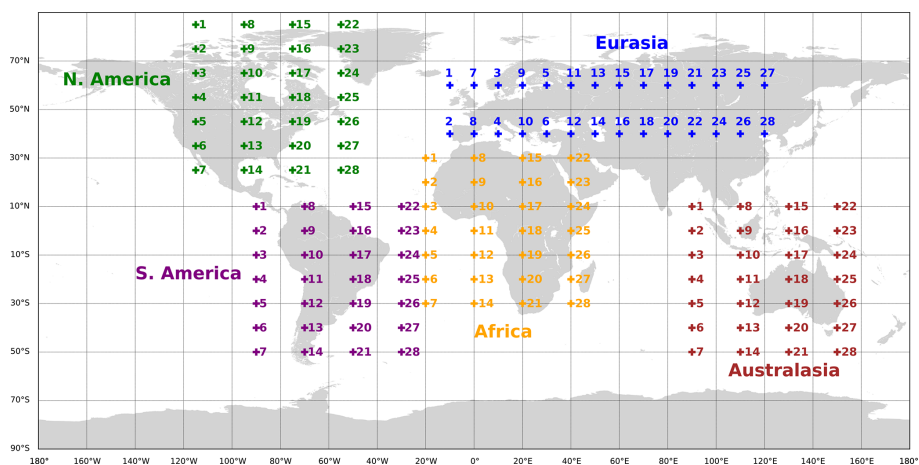 +1 +8 +15 +22
Eurasia
+2 +9 +16 +23
70°N
N. America
+3 +10 +17 +24
1 7 3 9 5 11 13 15 17 19 21 23 25 27
+4 +11 +18 +25
50°N
+5 +12 +19 +26
2 8 4 10 6 12 14 16 18 20 22 24 26 28
+6 +13 +20 +27
30°N
+1 +8 +15 +22
+7 +14 +21 +28
+2 +9 +16 +23
10°N
+1 +8 +15 +22 +3 +10 +17 +24 +1 +8 +15 +22
+2 +9 +16 +23 +4 +11 +18 +25 +2 +9 +16 +23
10°S
+3 +10 +17 +24 +5 +12 +19 +26 +3 +10 +17 +24
S. America
+4 +11 +18 +25 +6 +13 +20 +27 +4 +11 +18 +25
30°S
+5 +12 +19 +26 +7 +14 +21 +28 +5 +12 +19 +26
Africa
+6 +13 +20 +27 +6 +13 +20 +27
50°S
+7 +14 +21 +28 +7 +14 +21 +28
Australasia
70°S
90°S
180° 160°W 140°W 120°W 100°W 80°W 60°W 40°W 20°W 0° 20°E 40°E 60°E 80°E 100°E 120°E 140°E 160°E 180°